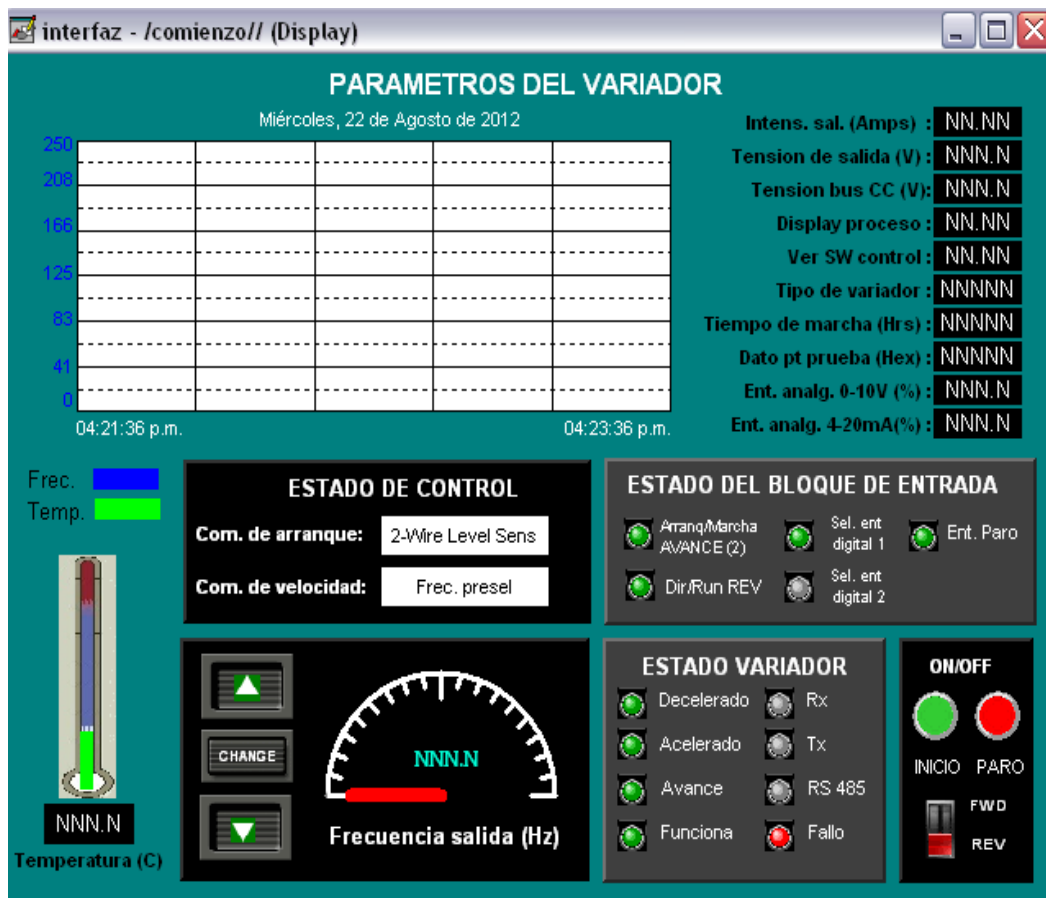 interfaz - /comienzo// (Display)
PARAMETROS DEL VARIADOR
Miércoles, 22 de Agosto de 2012
250
208
166
125
83
41
0
04:21:36 p.m.
04:23:36 p.m.
Intens. sal. (Amps) : NN.NN
Tension de salida (V) : NNN.N
Tension bus CC (V): NNN.N
Display proceso : NN.NN
Ver SW control : NN.NN
Tipo de variador : NNNNN
Tiempo de marcha (Hrs) : NNNNN
Dato pt prueba (Hex) : NNNNN
Ent. analg. 0-10V (%) : NNN.N
Ent. analg. 4-20mA(%) : NNN.N
Frec.
Temp.
NNN.N
Temperatura (C)
ESTADO DE CONTROL
Com. de arranque: 2-Wire Level Sens
Com. de velocidad: Frec. presel
ESTADO DEL BLOQUE DE ENTRADA
Arranq/Marcha
AVANCE (2)
Sel. ent
digital 1
Ent. Paro
Dir/Run REV
Sel. ent
digital 2
CHANGE
NNN.N
Frecuencia salida (Hz)
ESTADO VARIADOR
Decelerado Rx
Acelerado Tx
Avance RS 485
Funciona Fallo
ON/OFF
INICIO PARO
FWD
REV